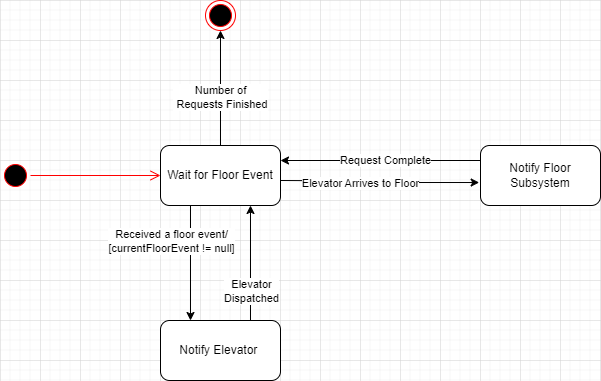 Number of
Requests Finished
Wait for Floor Event
Request Complete
Elevator Arrives to Floor
Notify Floor
Subsystem
Received a floor event/
[currentFloorEvent != null]
Elevator
Dispatched
Notify Elevator